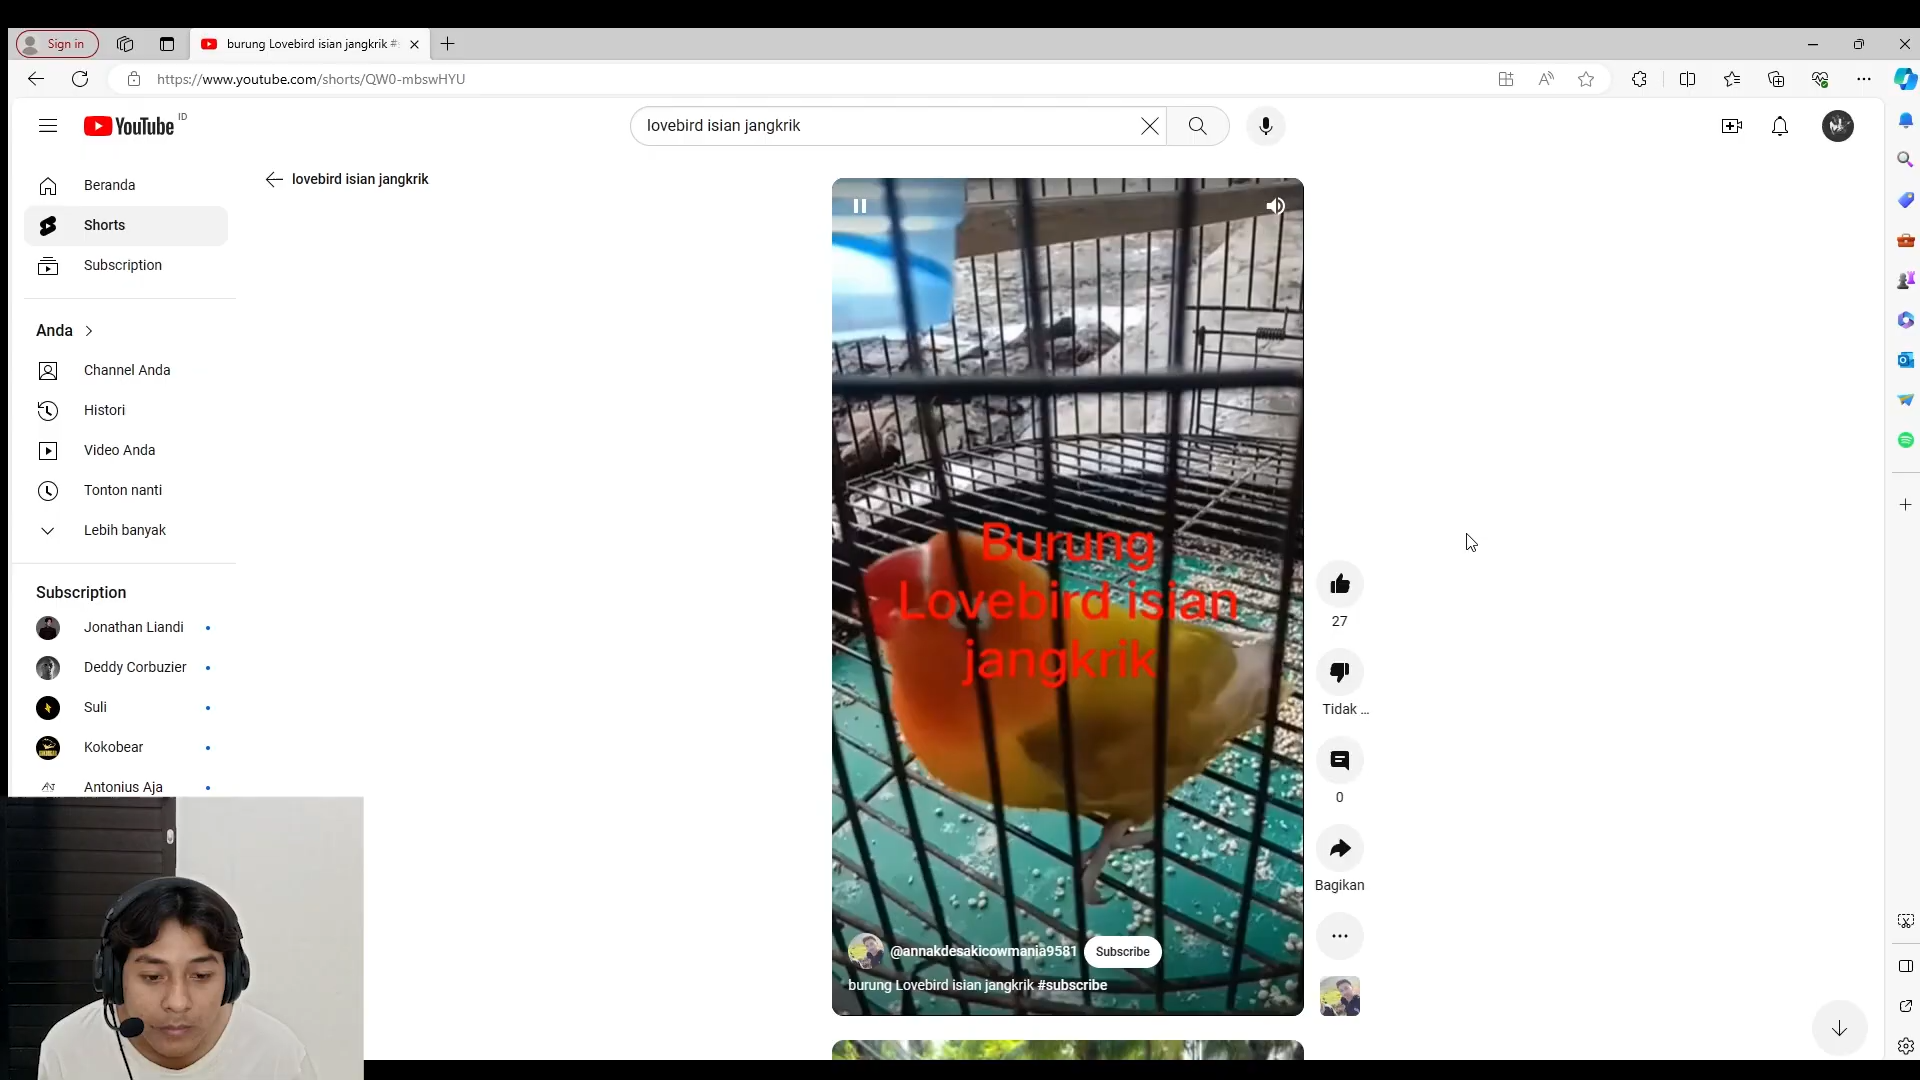 Sign in
burung Lovebird isian jangkrik #
https://www.youtube.com/shorts/QW0-mbswHYU
YouTube ID
lovebird isian jangkrik
lovebird isian jangkrik
Beranda
Shorts
Subscription
Anda
Channel Anda
Histori
Video Anda
Tonton nanti
Lebih banyak
Subscription
Jonathan Liandi
Deddy Corbuzier
Suli
Kokobear
Antonius Aja
Burung
Lovebird isian
jangkrik
27
Tidak ...
0
Bagikan
@annakdesakicowmania9581 Subscribe
burung Lovebird isian jangkrik #subscribe